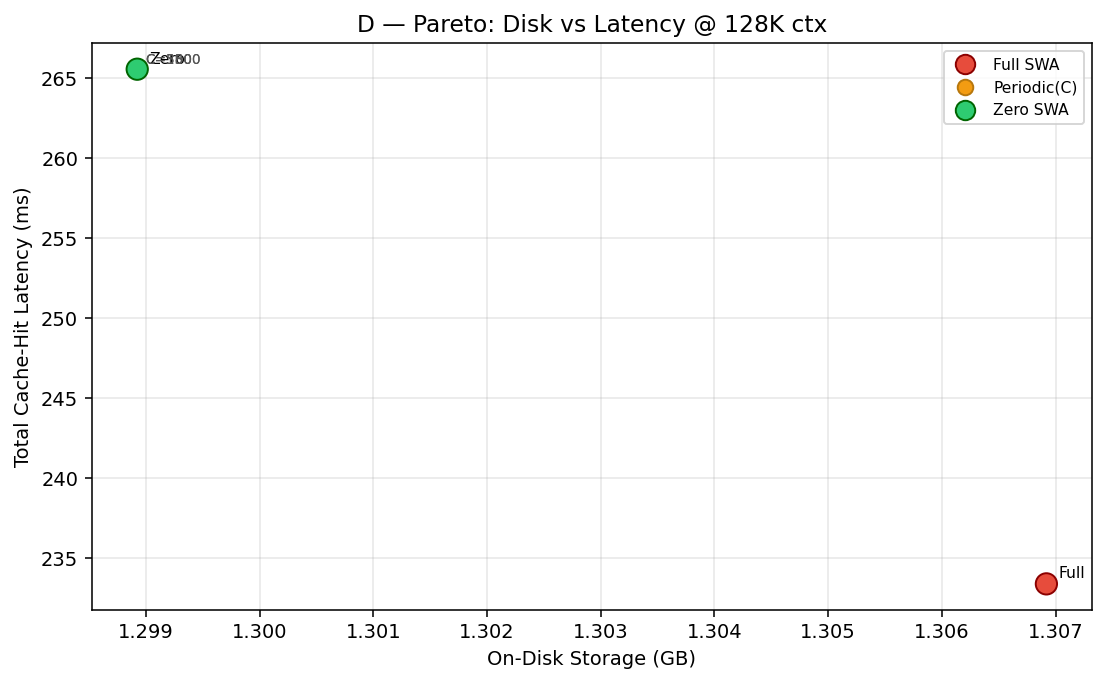 D — Pareto: Disk vs Latency @ 128K ctx
Zero
Full SWA
Periodic(C)
Zero SWA
265
260
255
250
245
240
235
Total Cache-Hit Latency (ms)
Full
1.299 1.300 1.301 1.302 1.303 1.304 1.305 1.306 1.307
On-Disk Storage (GB)